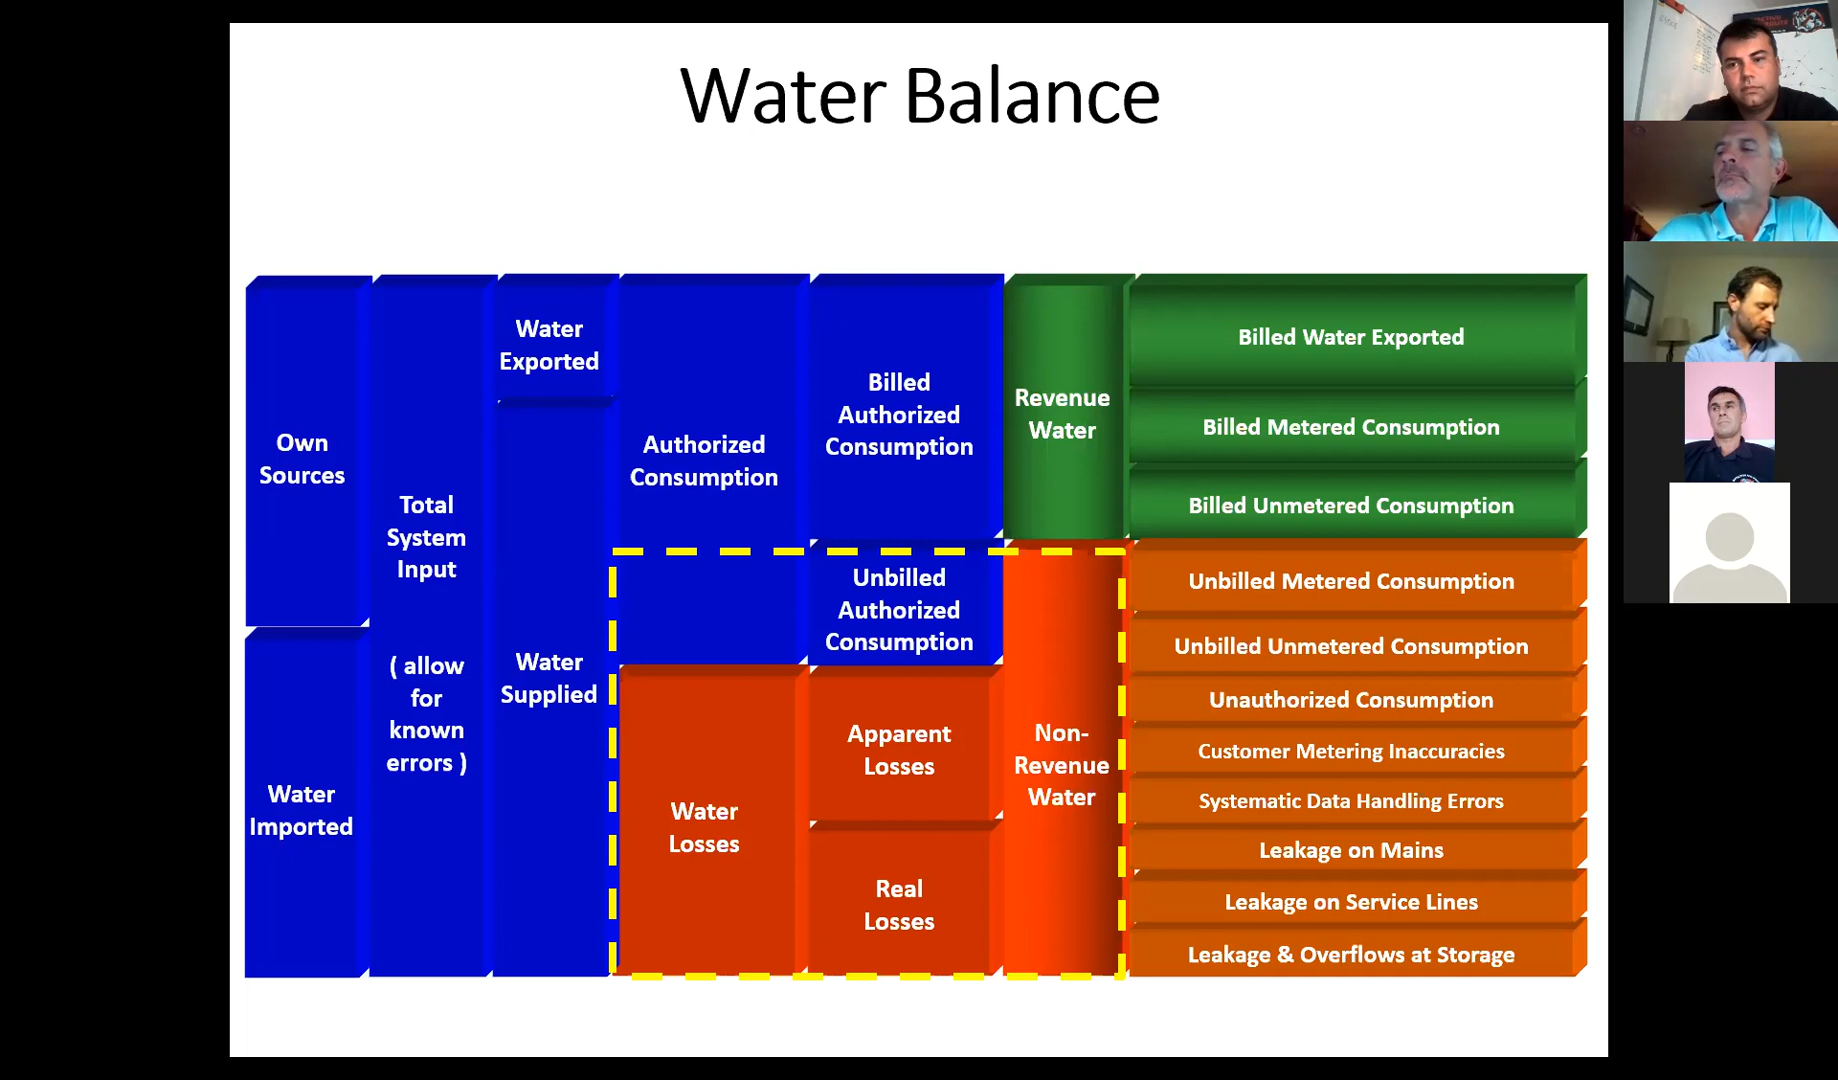 Water Balance
Own
Sources
Water
Imported
Total
System
Input
( allow
for
known
errors )
Water
Exported
Water
Supplied
Authorized
Consumption
Water
Losses
Billed
Authorized
Consumption
Unbilled
Authorized
Consumption
Apparent
Losses
Real
Losses
Revenue
Water
Non-
Revenue
Water
Billed Water Exported
Billed Metered Consumption
Billed Unmetered Consumption
Unbilled Metered Consumption
Unbilled Unmetered Consumption
Unauthorized Consumption
Customer Metering Inaccuracies
Systematic Data Handling Errors
Leakage on Mains
Leakage on Service Lines
Leakage & Overflows at Storage